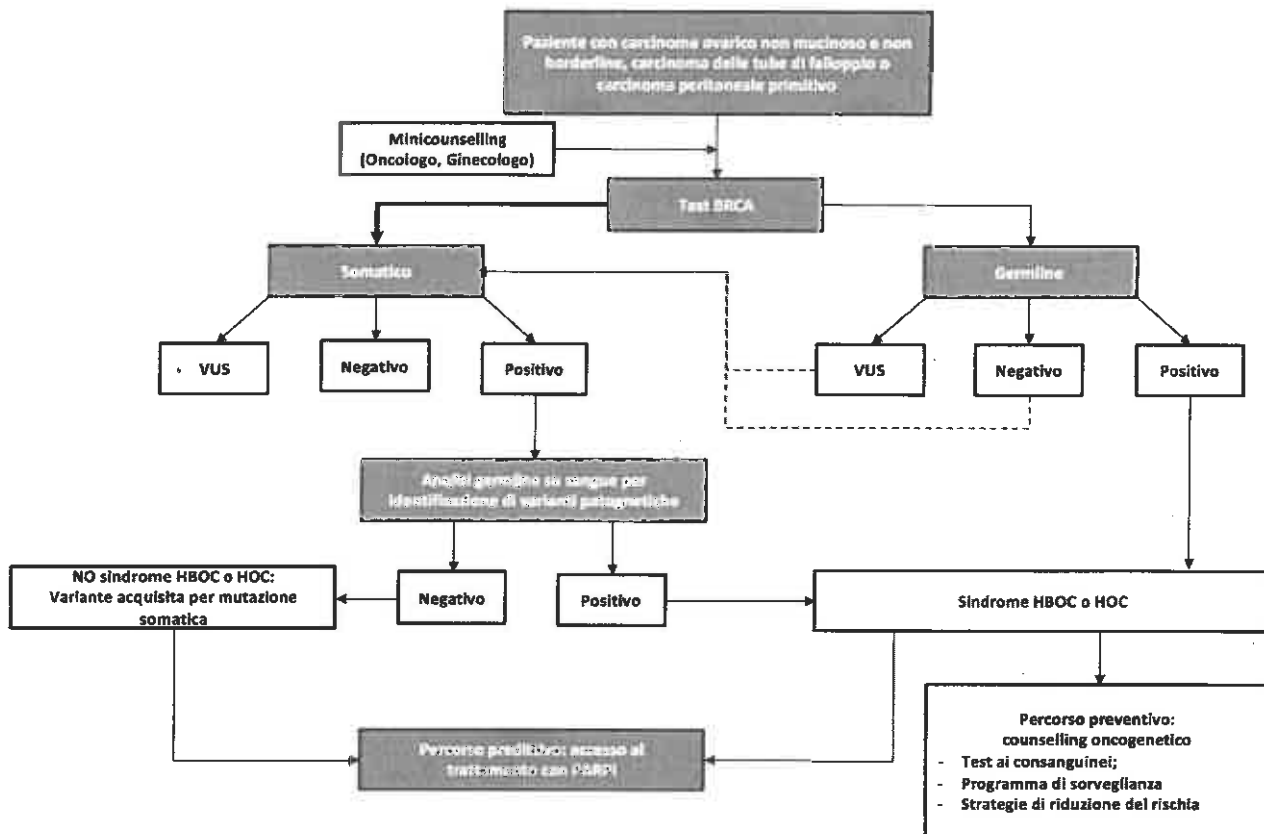 Paziente con carcinoma ovarico non mucinoso e non
borderline, carcinoma delle tube di falloppio o
carcinoma peritoneale primitivo
Minicounselling
(Oncologo, Ginecologo)
Test BRCA
Somatico
Germline
VUS
Negativo
Positivo
VUS
Negativo
Positivo
Analisi germline su sangue per
identificazione di varianti patogenetiche
NO sindrome HBOC o HOC:
Variante acquisita per mutazione
somatica
Negativo
Positivo
Sindrome HBOC o HOC
Percorso preventivo:
counselling oncogenetico
- Test ai consanguinei;
- Programma di sorveglianza
- Strategie di riduzione del rischia
Percorso predittivo: accesso al
trattamento con PARPI